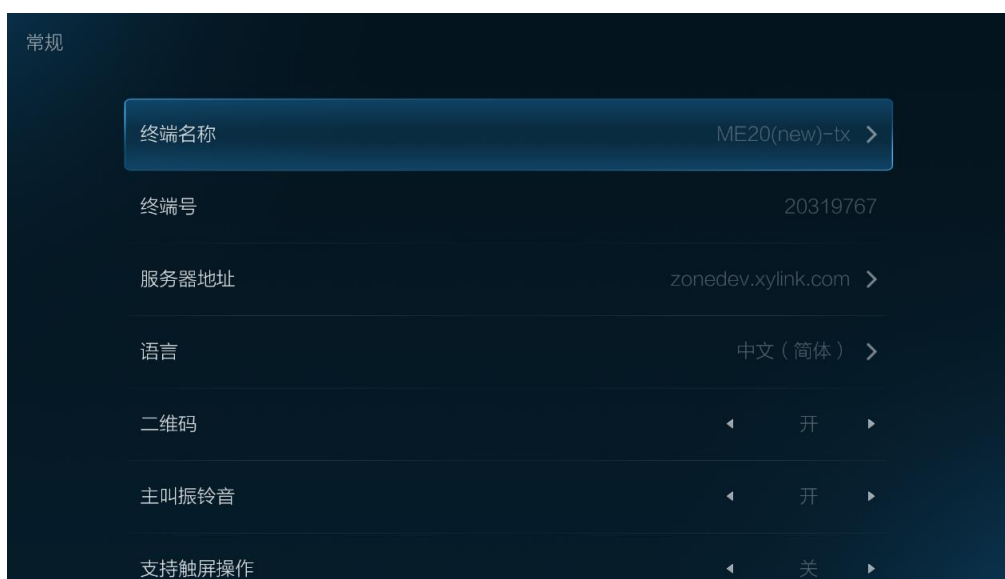 常规
终端名称 ME20(new)-tx
终端号 20319767
服务器地址 zonedev.xylink.com
语言 中文（简体）
二维码 开
主叫振铃音 开
支持触屏操作 关